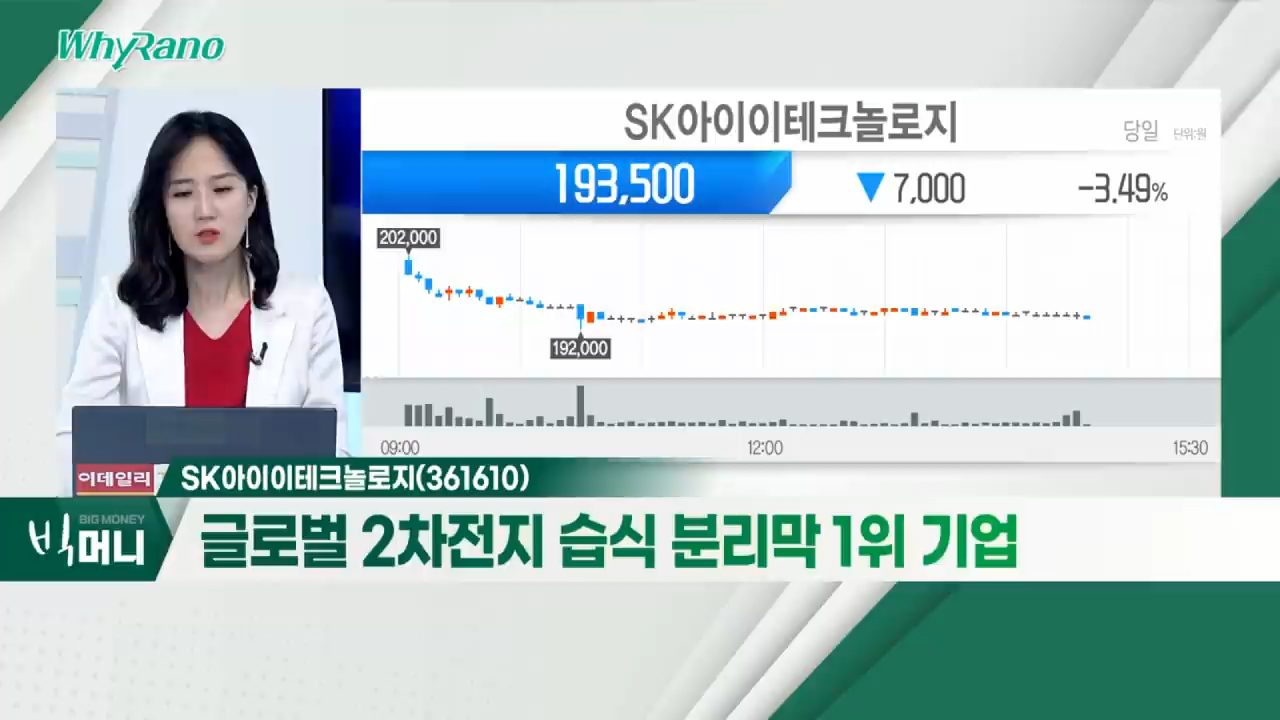 WhyRano
SK아이이테크놀로지
당일 단위:원
193,500 ▼ 7,000 -3.49%
202,000
192,000
09:00 12:00 15:30
이데일리 SK아이이테크놀로지(361610)
BIG MONEY
빅머니 글로벌 2차전지 습식 분리막 1위 기업